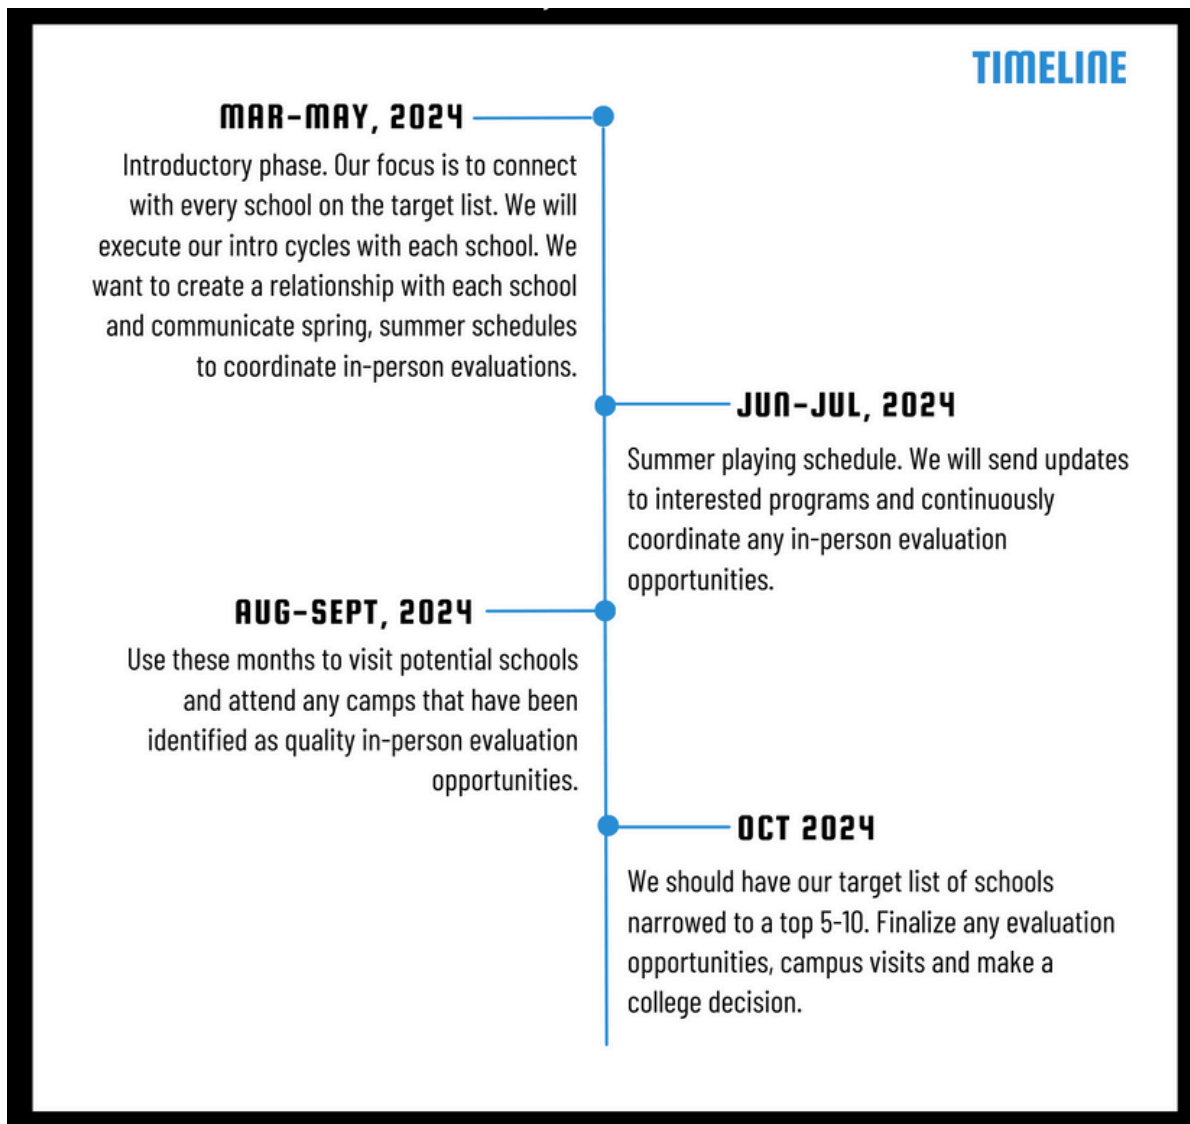 TIMELINE
MAR-MAY, 2024
Introductory phase. Our focus is to connect
with every school on the target list. We will
execute our intro cycles with each school. We
want to create a relationship with each school
and communicate spring, summer schedules
to coordinate in-person evaluations.
JUN-JUL, 2024
Summer playing schedule. We will send updates
to interested programs and continuously
coordinate any in-person evaluation
opportunities.
AUG-SEPT, 2024
Use these months to visit potential schools
and attend any camps that have been
identified as quality in-person evaluation
opportunities.
OCT 2024
We should have our target list of schools
narrowed to a top 5-10. Finalize any evaluation
opportunities, campus visits and make a
college decision.